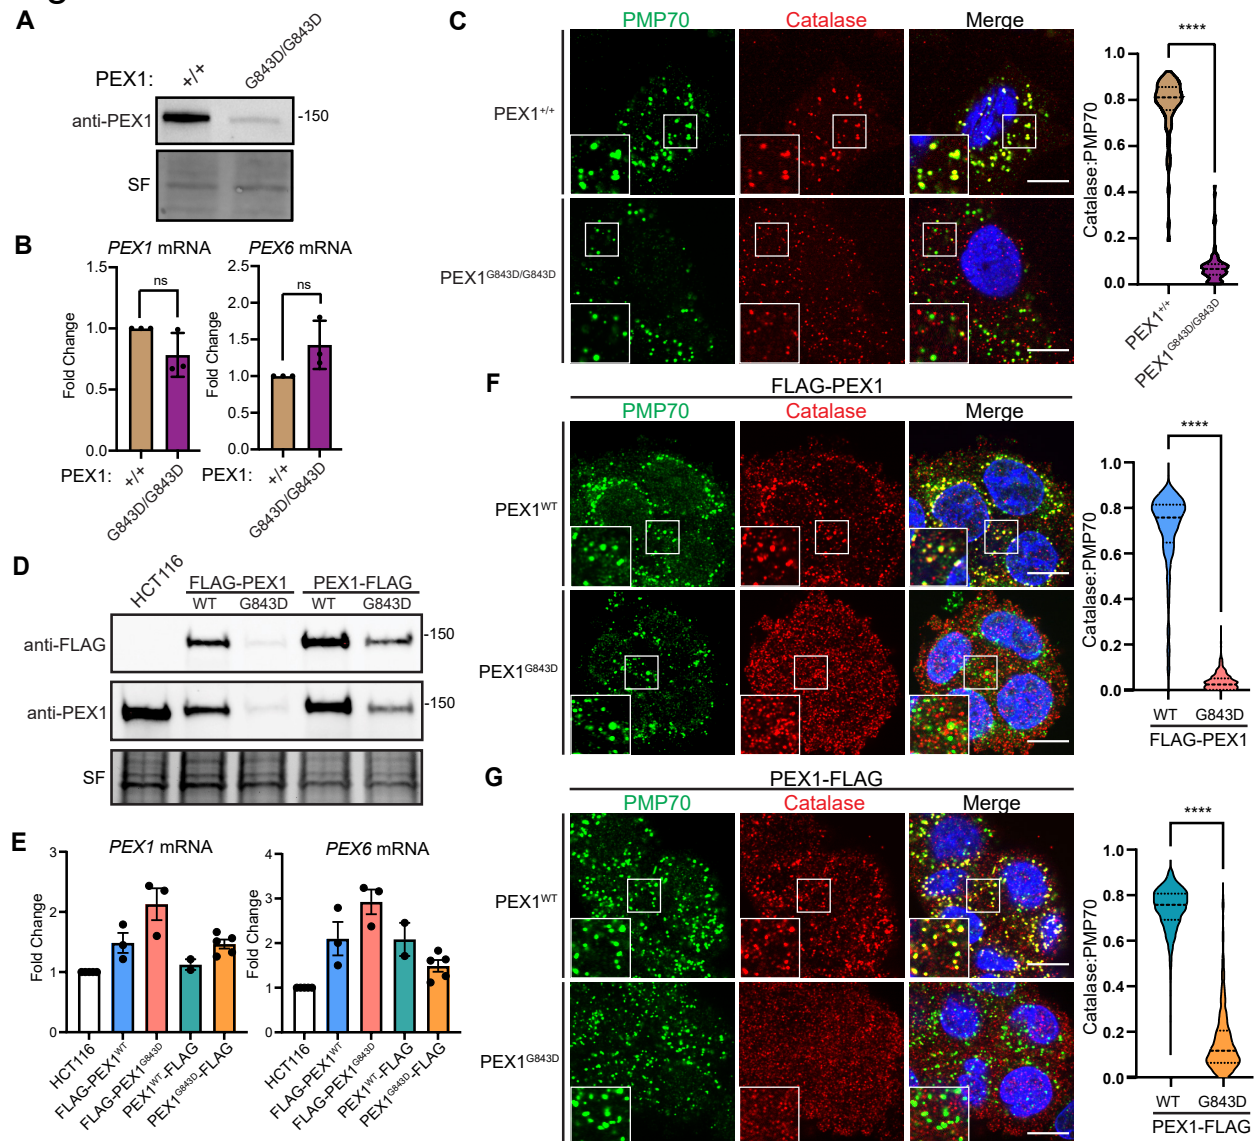 A
PEX1:
+/+
G843D/G843D
anti-PEX1
-150
SF
B
PEX1 mRNA
PEX6 mRNA
Fold Change
1.5
1.0
0.5
0.0
ns
Fold Change
2.5
2.0
1.5
1.0
0.5
0.0
ns
PEX1:
+/+
G843D/G843D
PEX1:
+/+
G843D/G843D
C
PMP70
Catalase
Merge
PEX1+/+
PEX1G843D/G843D
****
Catalase:PMP70
1.0
0.8
0.6
0.4
0.2
0.0
PEX1+/+
PEX1G843D/G843D
D
HCT116
FLAG-PEX1
PEX1-FLAG
WT
G843D
WT
G843D
anti-FLAG
-150
anti-PEX1
-150
SF
E
PEX1 mRNA
PEX6 mRNA
Fold Change
3
2
1
0
Fold Change
4
3
2
1
0
HCT116
FLAG-PEX1WT
FLAG-PEX1G843D
PEX1WT-FLAG
PEX1G843D-FLAG
HCT116
FLAG-PEX1WT
FLAG-PEX1G843D
PEX1WT-FLAG
PEX1G843D-FLAG
F
FLAG-PEX1
PMP70
Catalase
Merge
PEX1WT
PEX1G843D
****
Catalase:PMP70
1.0
0.8
0.6
0.4
0.2
0.0
WT
G843D
FLAG-PEX1
G
PEX1-FLAG
PMP70
Catalase
Merge
PEX1WT
PEX1G843D
****
Catalase:PMP70
1.0
0.8
0.6
0.4
0.2
0.0
WT
G843D
PEX1-FLAG